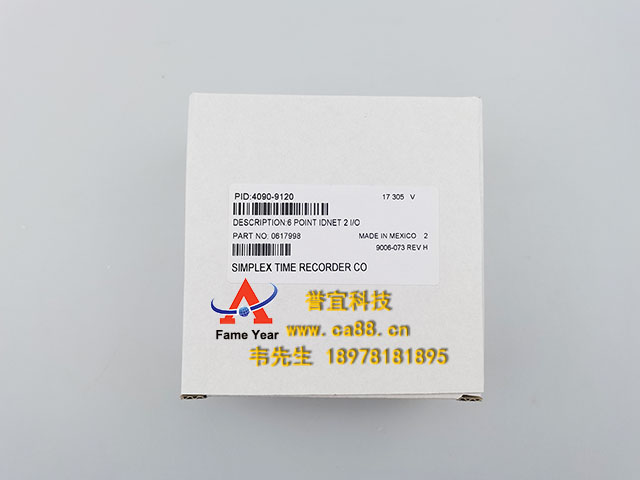 PID:4090-9120 17 305 V
DESCRIPTION:6 POINT IDNET 2 I/O
PART NO: 0617998 MADE IN MEXICO 2
9006-073 REV H
SIMPLEX TIME RECORDER CO
誉宜科技
Fame Year www.ca88.cn
韦先生 18978181895